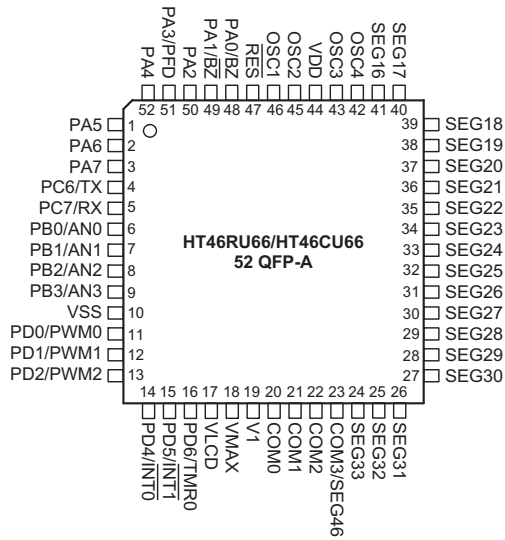 PA4
PA3/PFD
PA2
PA1/BZ
PA0/BZ
RES
OSC1
OSC2
VDD
OSC3
OSC4
SEG16
SEG17
52 51 50 49 48 47 46 45 44 43 42 41 40
PA5 1 39 SEG18
PA6 2 38 SEG19
PA7 3 37 SEG20
PC6/TX 4 36 SEG21
PC7/RX 5 35 SEG22
PB0/AN0 6 34 SEG23
PB1/AN1 7 33 SEG24
PB2/AN2 8 32 SEG25
PB3/AN3 9 31 SEG26
VSS 10 30 SEG27
PD0/PWM0 11 29 SEG28
PD1/PWM1 12 28 SEG29
PD2/PWM2 13 27 SEG30
HT46RU66/HT46CU66
52 QFP-A
14 15 16 17 18 19 20 21 22 23 24 25 26
PD4/INT0
PD5/INT1
PD6/TMR0
VLCD
VMAX
V1
COM0
COM1
COM2
COM3/SEG46
SEG33
SEG32
SEG31